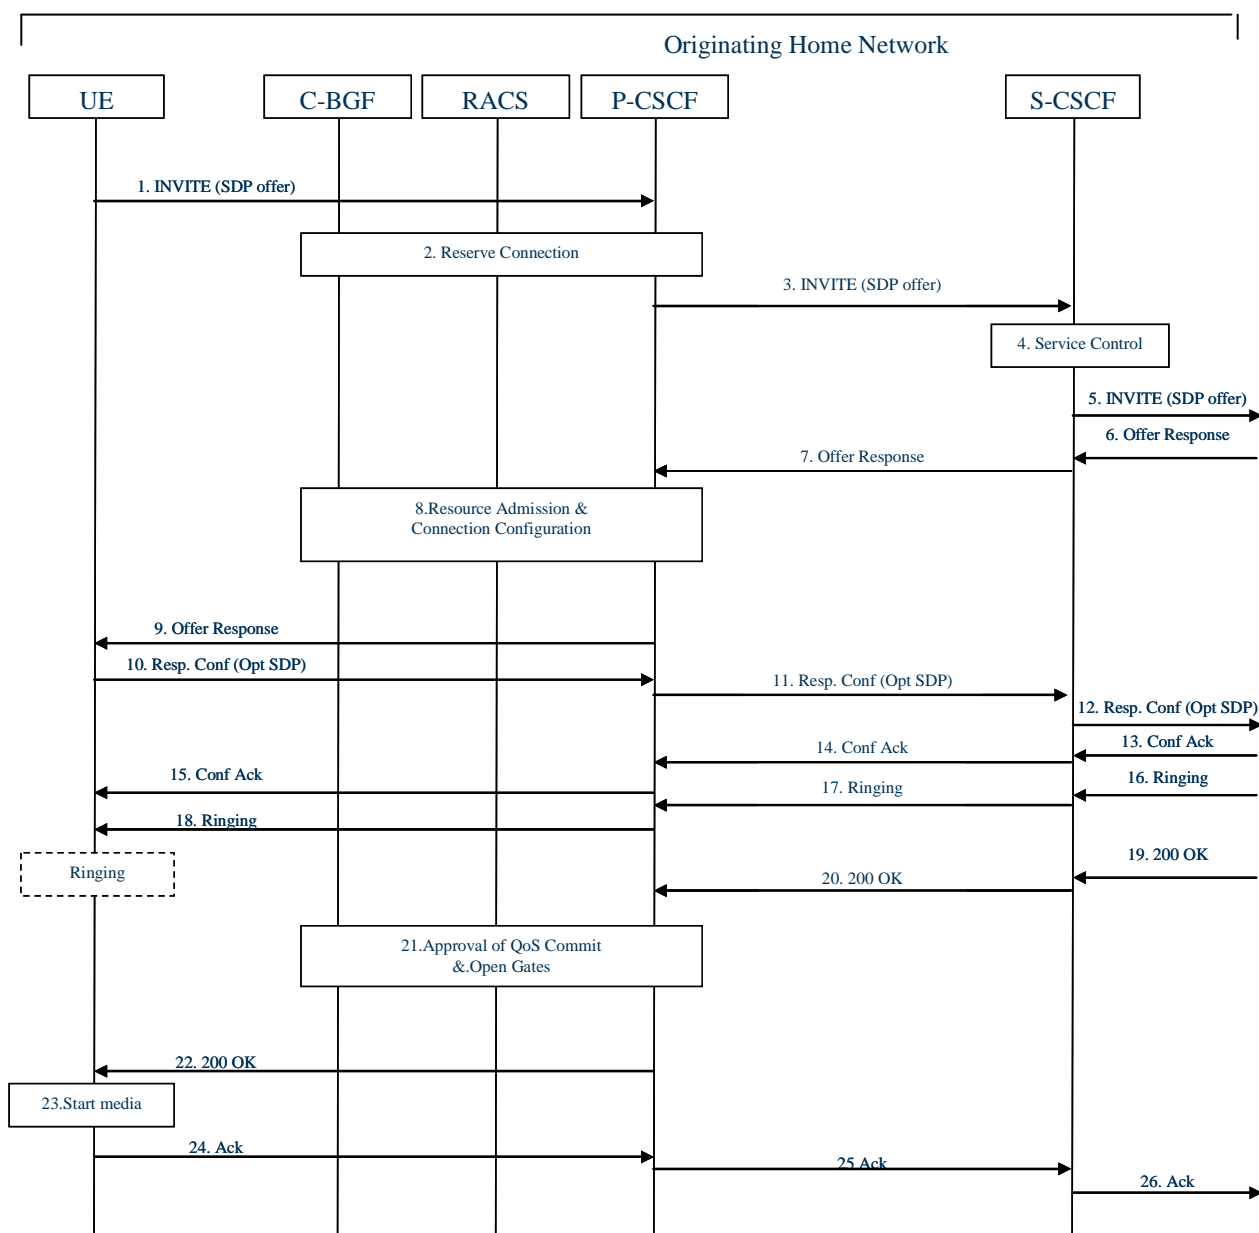 Originating Home Network
UE
C-BGF
RACS
P-CSCF
S-CSCF
1. INVITE (SDP offer)
2. Reserve Connection
3. INVITE (SDP offer)
4. Service Control
5. INVITE (SDP offer)
6. Offer Response
7. Offer Response
8.Resource Admission &
Connection Configuration
9. Offer Response
10. Resp. Conf (Opt SDP)
11. Resp. Conf (Opt SDP)
12. Resp. Conf (Opt SDP)
13. Conf Ack
14. Conf Ack
15. Conf Ack
16. Ringing
17. Ringing
18. Ringing
Ringing
19. 200 OK
20. 200 OK
21.Approval of QoS Commit
&.Open Gates
22. 200 OK
23.Start media
24. Ack
25 Ack
26. Ack